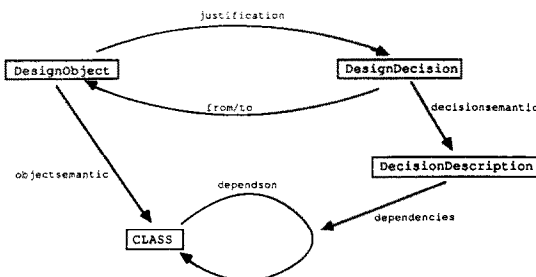 justification
DesignObject
DesignDecision
from/to
decisionsemantic
objectsemantic
dependson
DecisionDescription
dependencies
CLASS